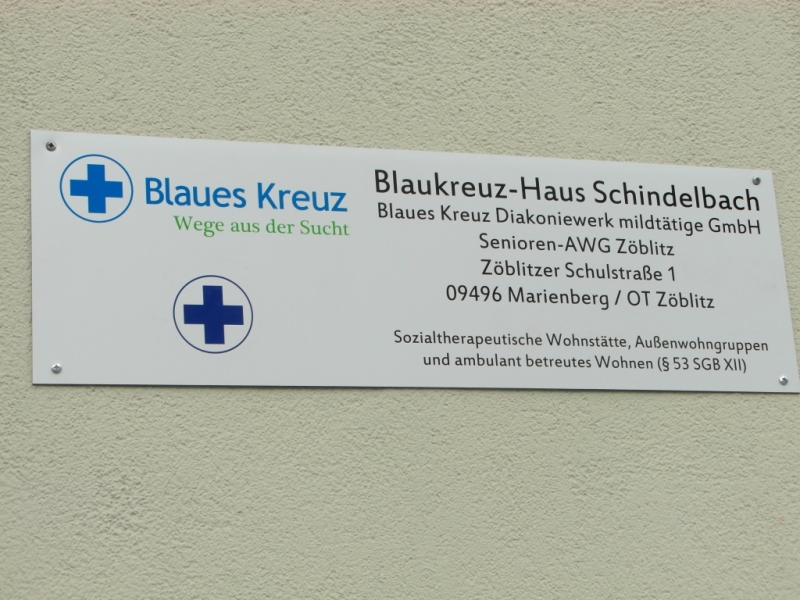 Blaues Kreuz
Wege aus der Sucht
Blaukreuz-Haus Schindelbach
Blaues Kreuz Diakoniewerk mildtätige GmbH
Senioren-AWG Zöblitz
Zöblitzer Schulstraße 1
09496 Marienberg / OT Zöblitz
Sozialtherapeutische Wohnstätte, Außenwohngruppen
und ambulant betreutes Wohnen (§ 53 SGB XII)